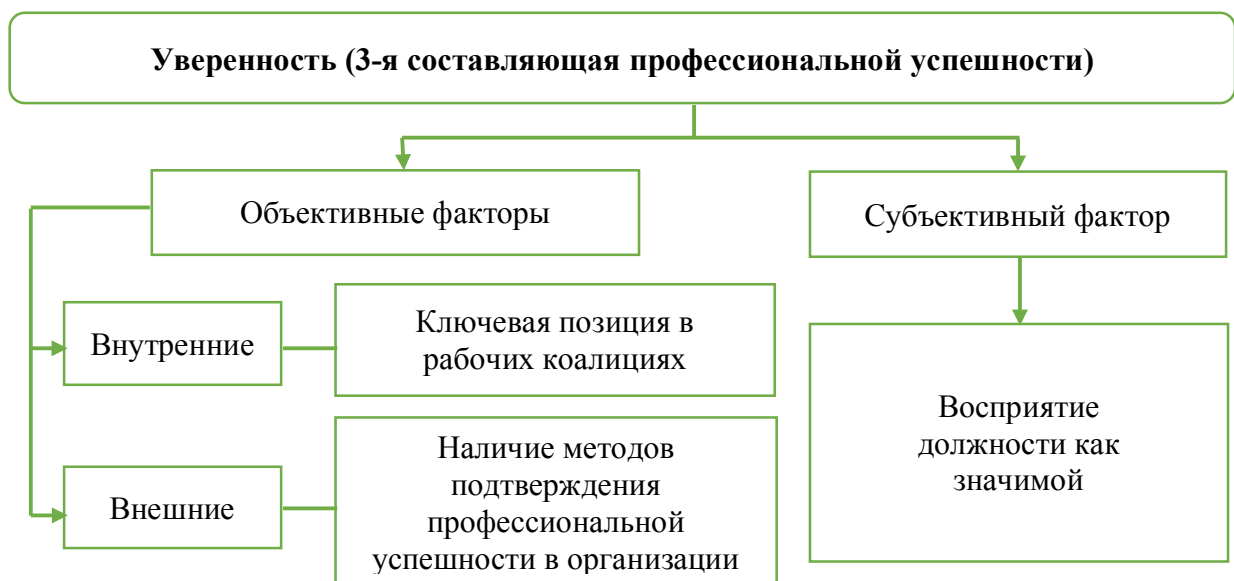 Уверенность (3-я составляющая профессиональной успешности)
Объективные факторы
Субъективный фактор
Внутренние
Ключевая позиция в
рабочих коалициях
Восприятие
должности как
значимой
Внешние
Наличие методов
подтверждения
профессиональной
успешности в организации